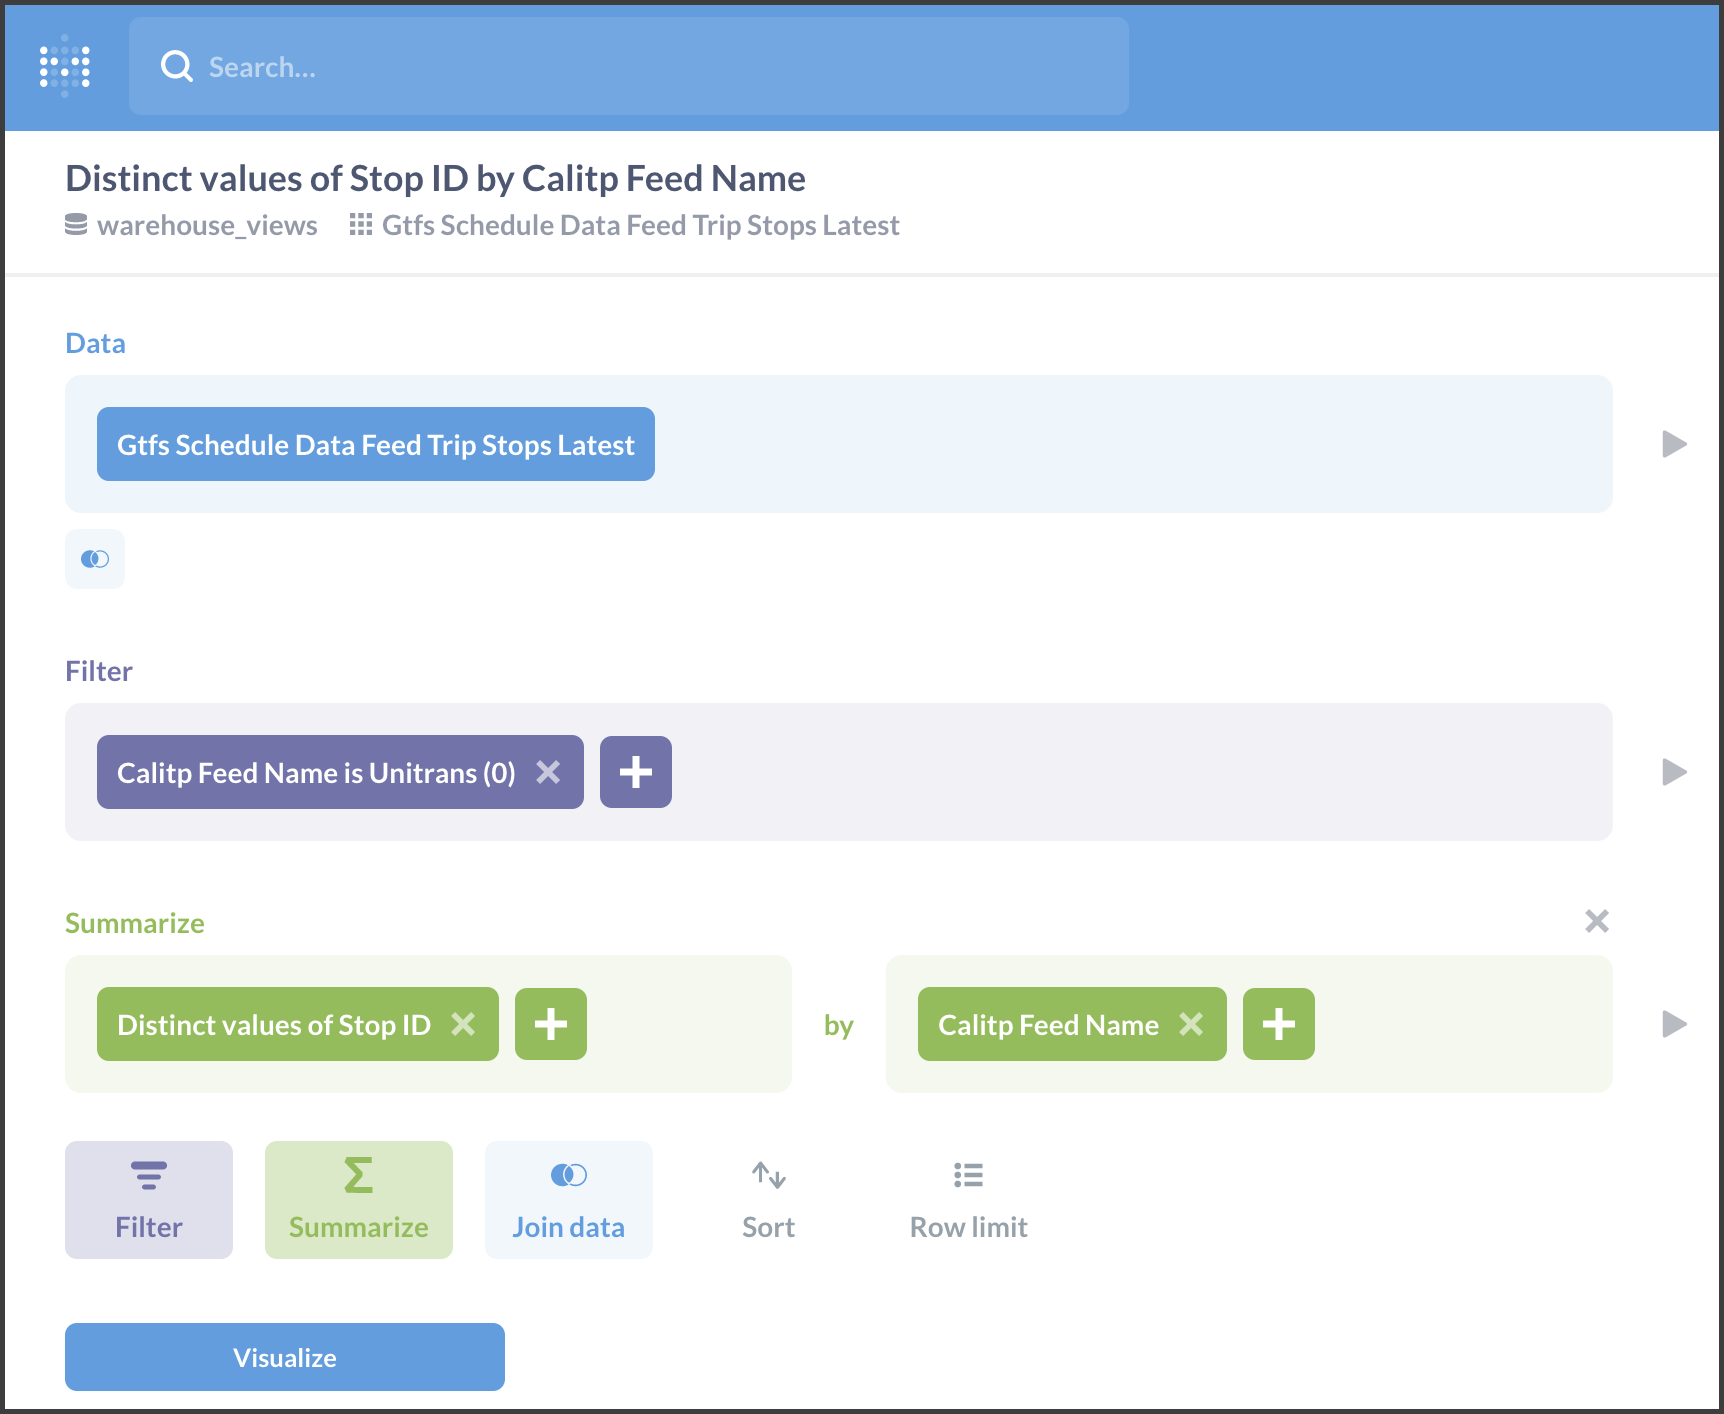 Search...
Distinct values of Stop ID by Calitp Feed Name
warehouse_views Gtfs Schedule Data Feed Trip Stops Latest
Data
Gtfs Schedule Data Feed Trip Stops Latest
Filter
Calitp Feed Name is Unitrans (0)
Summarize
Distinct values of Stop ID by Calitp Feed Name
Filter Summarize Join data Sort Row limit
Visualize